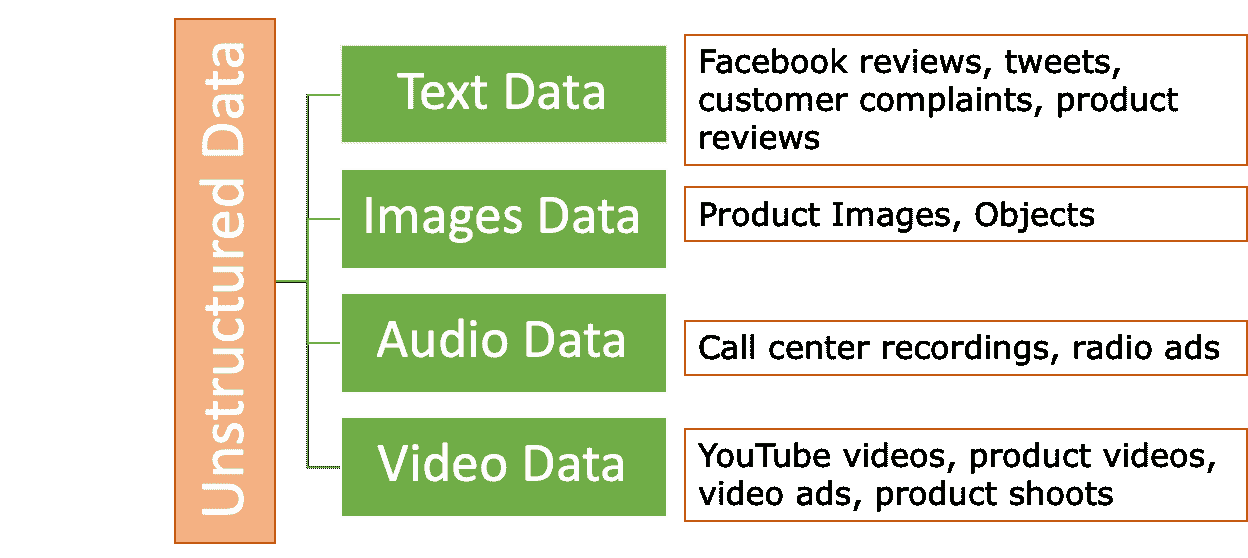 Unstructured Data
Text Data
Facebook reviews, tweets,
customer complaints, product
reviews
Images Data
Product Images, Objects
Audio Data
Call center recordings, radio ads
Video Data
YouTube videos, product videos,
video ads, product shoots